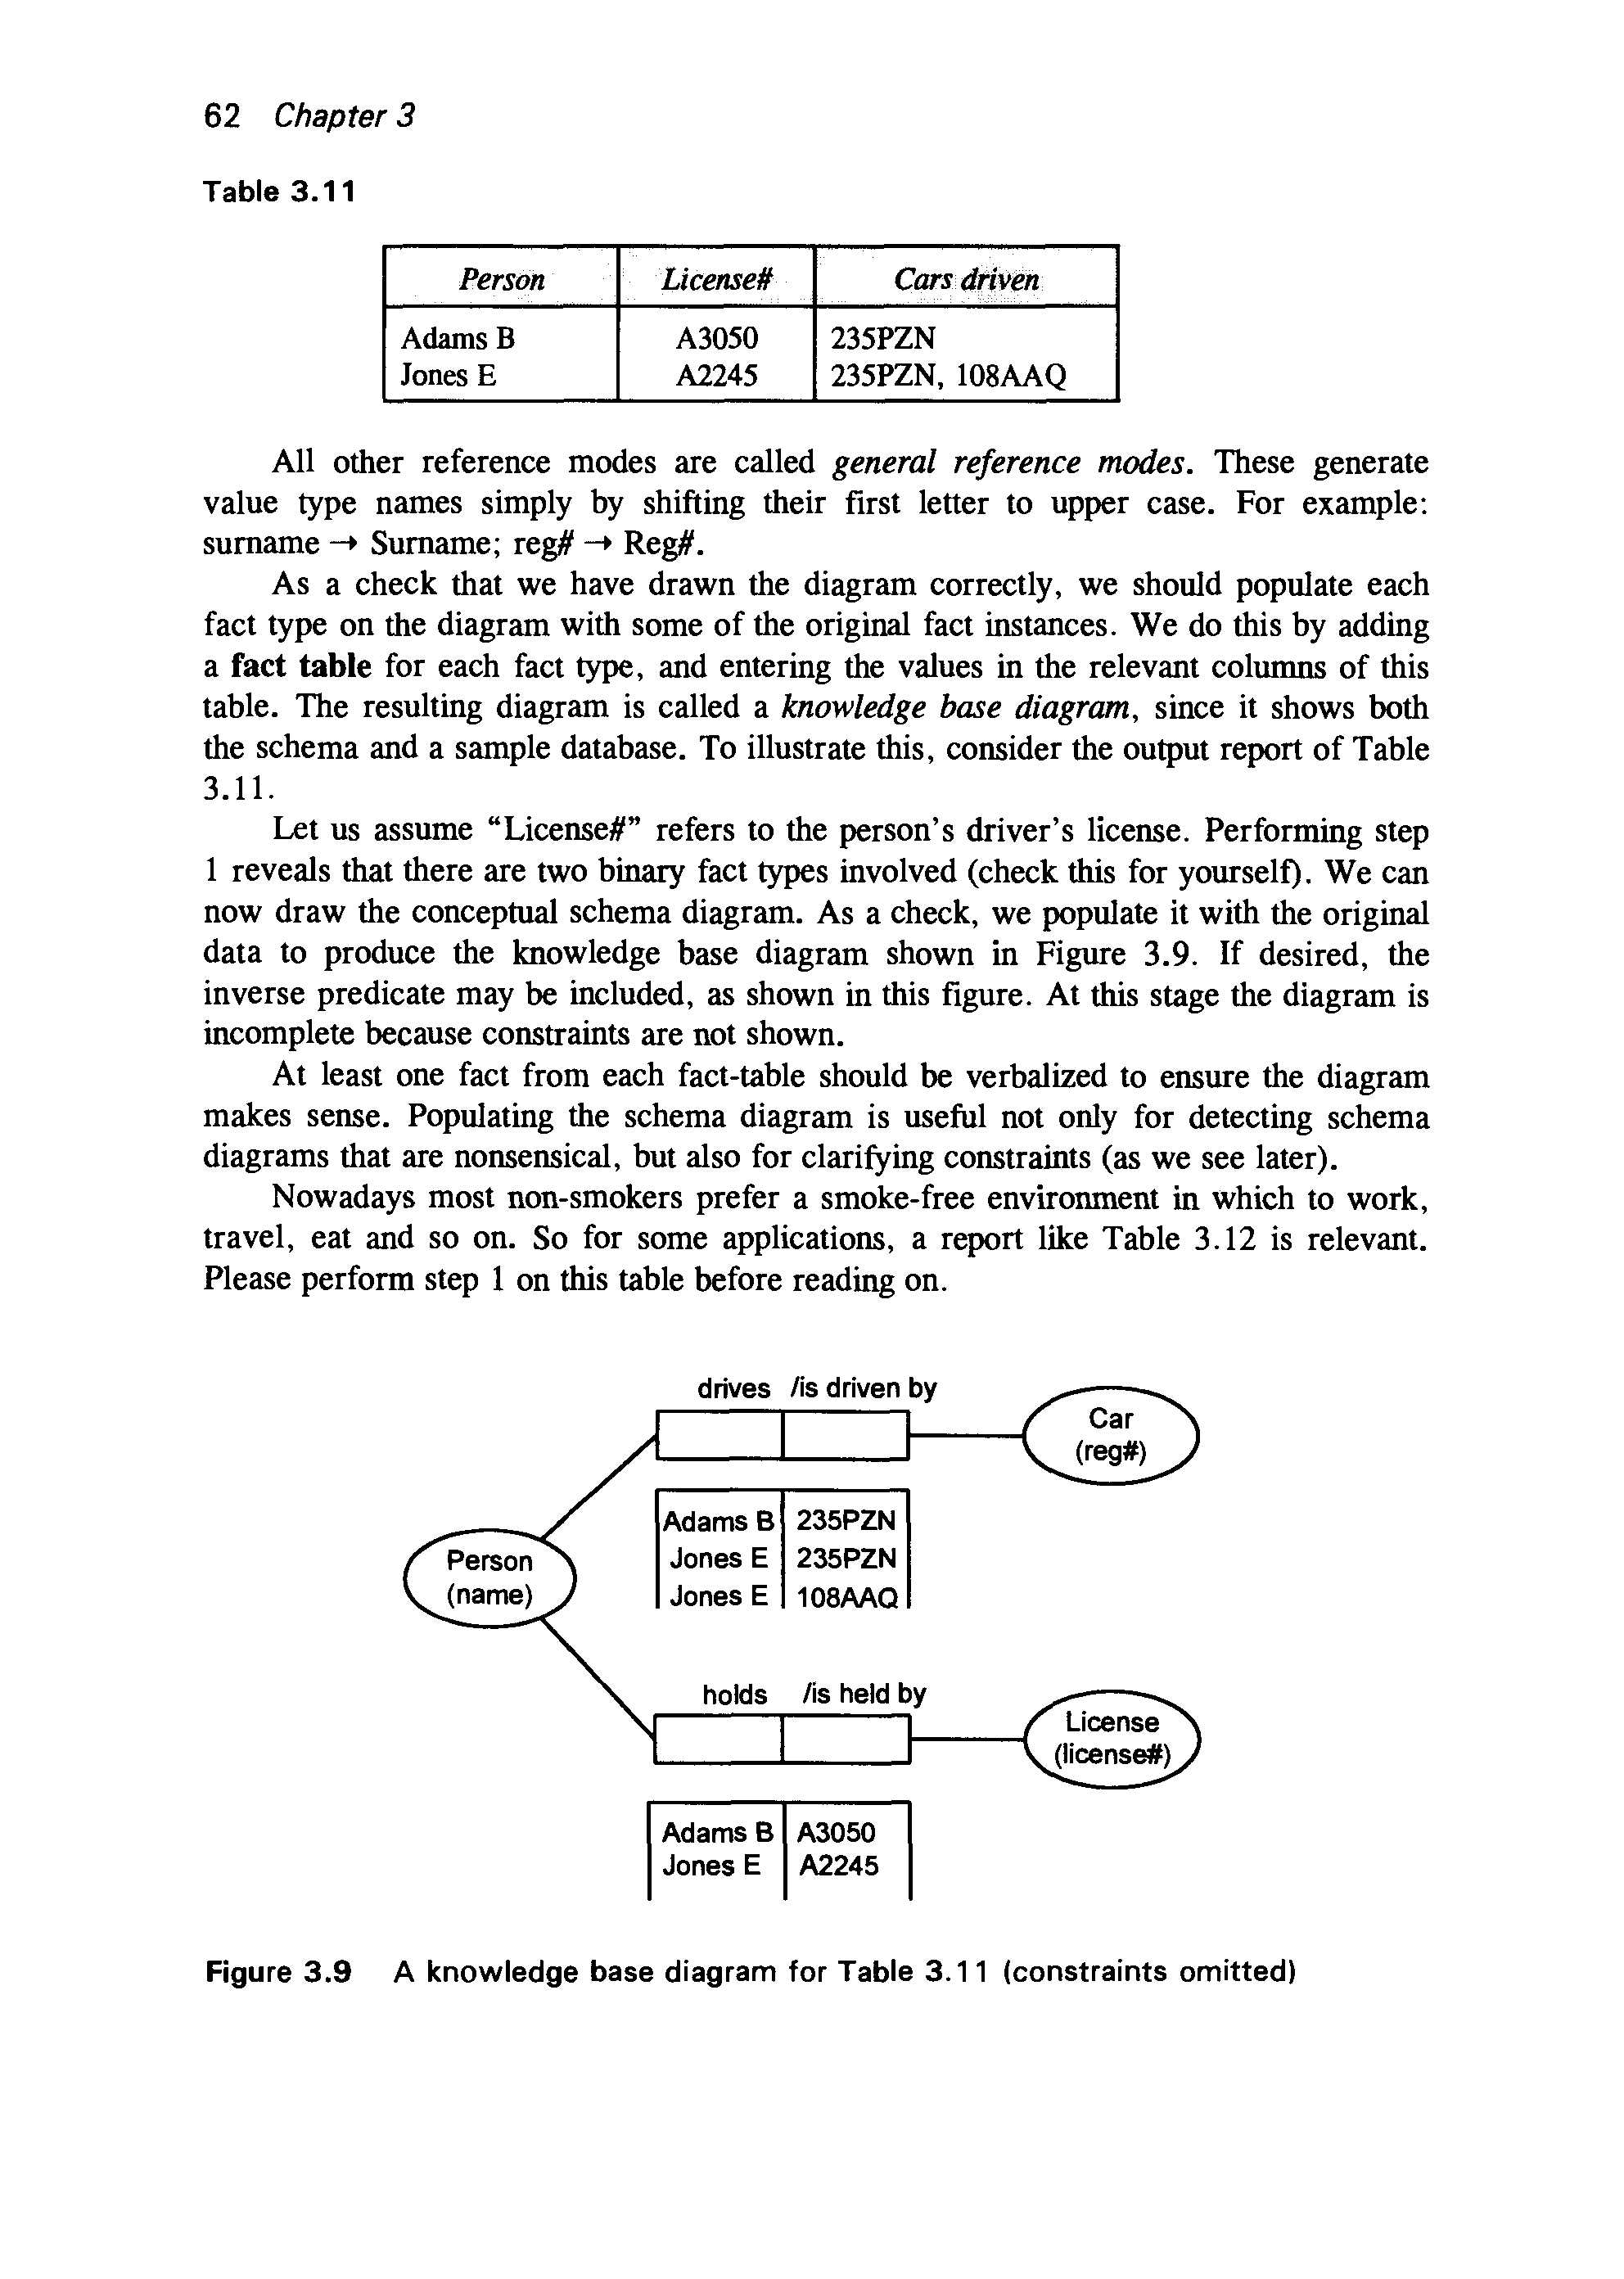 62 Chapter 3
Table 3.11
Person License# Cars driven
Adams B A3050 235PZN
Jones E A2245 235PZN, 108AAQ
All other reference modes are called general reference modes. These generate
value type names simply by shifting their first letter to upper case. For example:
surname → Surname; reg# → Reg#.
As a check that we have drawn the diagram correctly, we should populate each
fact type on the diagram with some of the original fact instances. We do this by adding
a fact table for each fact type, and entering the values in the relevant columns of this
table. The resulting diagram is called a knowledge base diagram, since it shows both
the schema and a sample database. To illustrate this, consider the output report of Table
3.11.
Let us assume “License#” refers to the person’s driver’s license. Performing step
1 reveals that there are two binary fact types involved (check this for yourself). We can
now draw the conceptual schema diagram. As a check, we populate it with the original
data to produce the knowledge base diagram shown in Figure 3.9. If desired, the
inverse predicate may be included, as shown in this figure. At this stage the diagram is
incomplete because constraints are not shown.
At least one fact from each fact-table should be verbalized to ensure the diagram
makes sense. Populating the schema diagram is useful not only for detecting schema
diagrams that are nonsensical, but also for clarifying constraints (as we see later).
Nowadays most non-smokers prefer a smoke-free environment in which to work,
travel, eat and so on. So for some applications, a report like Table 3.12 is relevant.
Please perform step 1 on this table before reading on.
drives /is driven by
Car
(reg#)
Adams B 235PZN
Jones E 235PZN
Jones E 108AAQ
Person
(name)
holds /is held by
License
(license#)
Adams B A3050
Jones E A2245
Figure 3.9 A knowledge base diagram for Table 3.11 (constraints omitted)